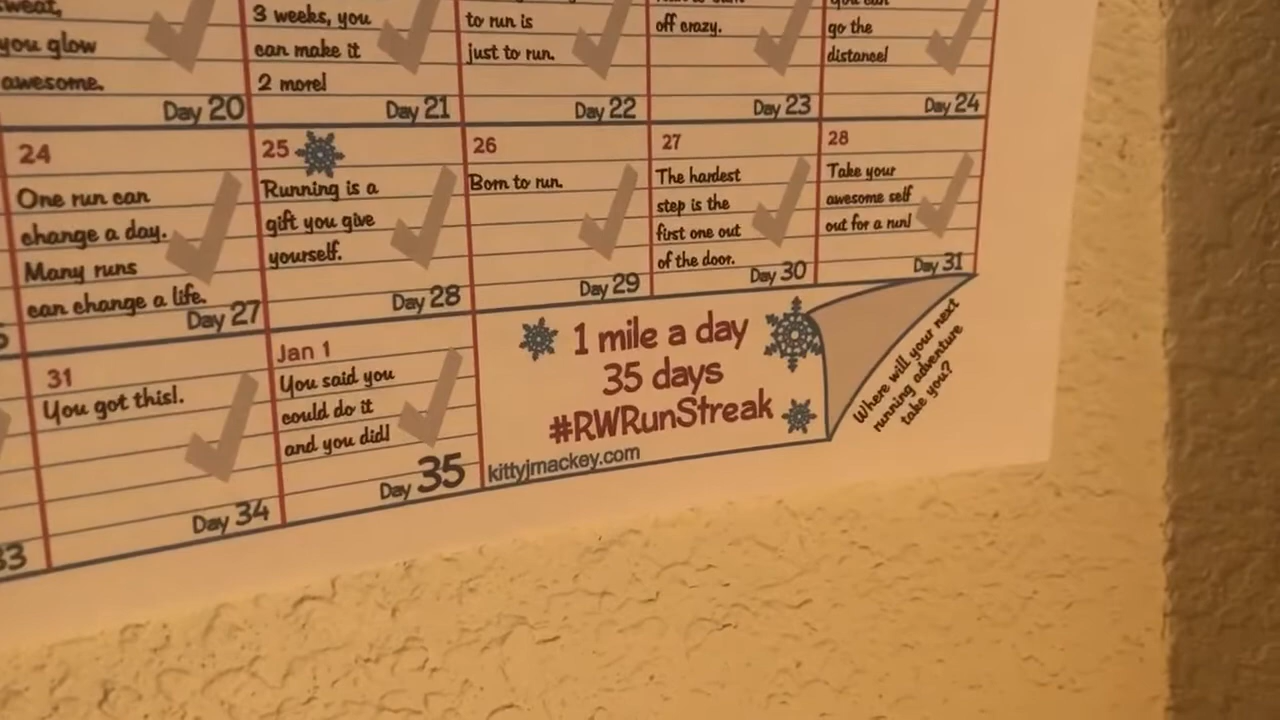 sweat,
you glow
awesome.
Day 20
3 weeks, you
can make it
2 more!
Day 21
to run is
just to run.
Day 22
off crazy.
Day 23
you can
go the
distance!
Day 24
24
One run can
change a day.
Many runs
can change a life.
Day 27
25
Running is a
gift you give
yourself.
Day 28
26
Born to run.
Day 29
27
The hardest
step is the
first one out
of the door.
Day 30
28
Take your
awesome self
out for a run!
Day 31
33
31
You got this!.
Day 34
Jan 1
You said you
could do it
and you did!
Day 35
1 mile a day
35 days
#RWRunStreak
kittyjmackey.com
Where will your next
running adventure
take you?